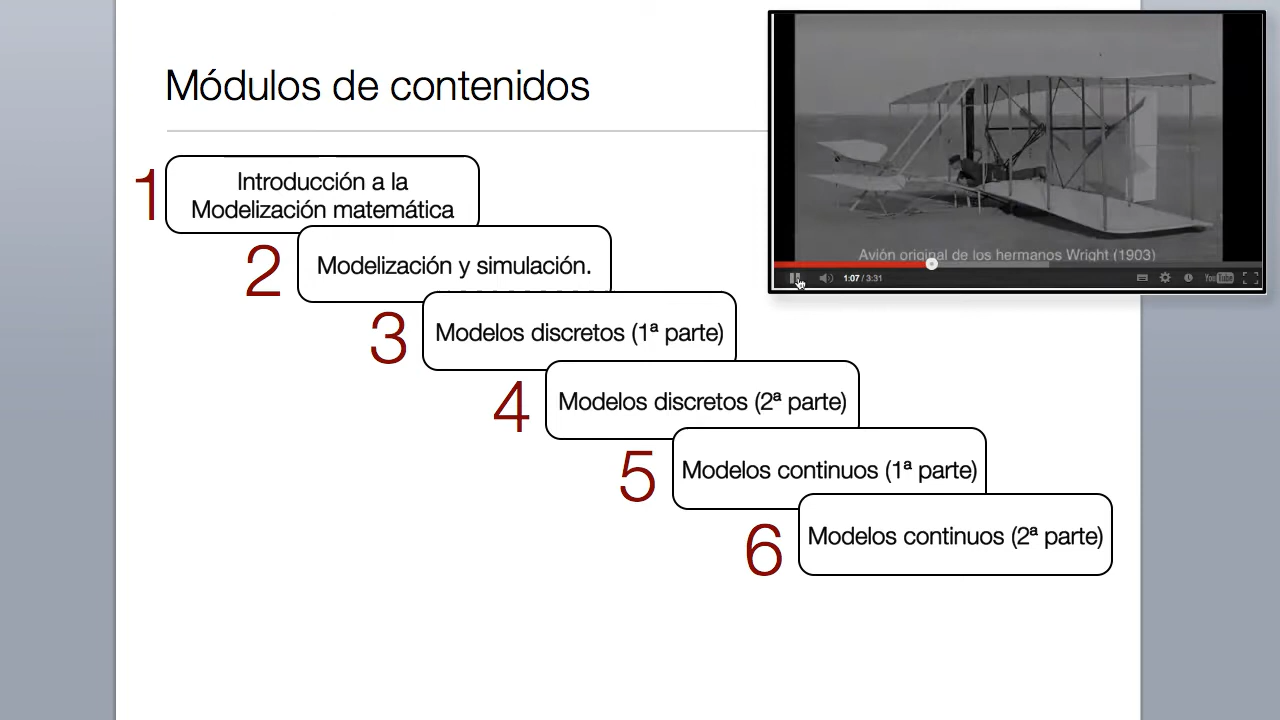 Módulos de contenidos
1
Introducción a la
Modelización matemática
2
Modelización y simulación.
3
Modelos discretos (1ª parte)
4
Modelos discretos (2ª parte)
5
Modelos continuos (1ª parte)
6
Modelos continuos (2ª parte)
Avión original de los hermanos Wright (1903)
1:07 / 3:31
YouTube